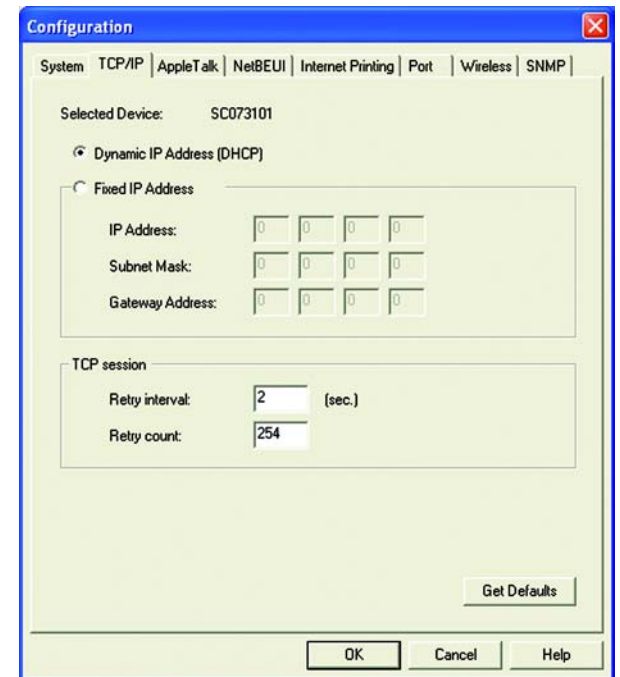 Configuration
System TCP/IP AppleTalk NetBEUI Internet Printing Port Wireless SNMP
Selected Device: SC073101
Dynamic IP Address (DHCP)
Fixed IP Address
IP Address: 0 0 0 0
Subnet Mask: 0 0 0 0
Gateway Address: 0 0 0 0
TCP session
Retry interval: 2 (sec.)
Retry count: 254
Get Defaults
OK Cancel Help